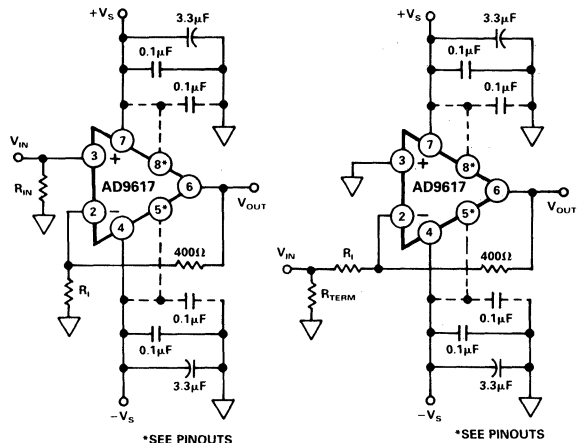 +VS
3.3μF
0.1μF
0.1μF
VIN
3
+
7
8*
AD9617
6
RIN
2
−
4
5*
VOUT
400Ω
RI
0.1μF
0.1μF
3.3μF
−VS
*SEE PINOUTS
+VS
3.3μF
0.1μF
0.1μF
3
+
7
8*
AD9617
6
2
−
4
5*
VOUT
VIN
RI
400Ω
RTERM
0.1μF
0.1μF
3.3μF
−VS
*SEE PINOUTS